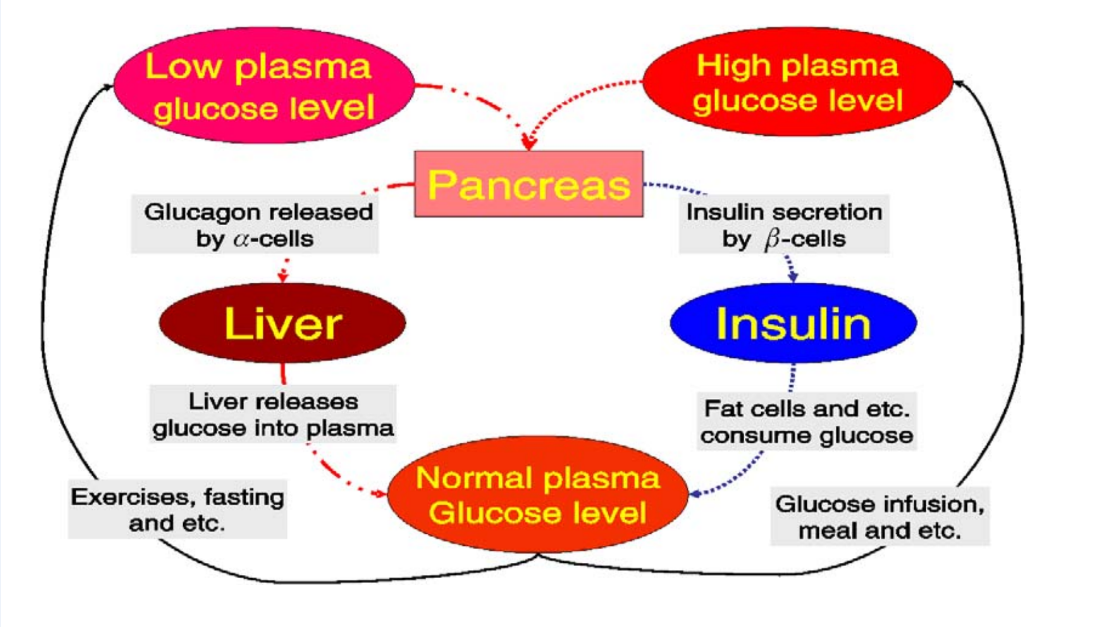 Low plasma
glucose level
High plasma
glucose level
Pancreas
Glucagon released
by α-cells
Insulin secretion
by β-cells
Liver
Insulin
Liver releases
glucose into plasma
Fat cells and etc.
consume glucose
Normal plasma
Glucose level
Exercises, fasting
and etc.
Glucose infusion,
meal and etc.